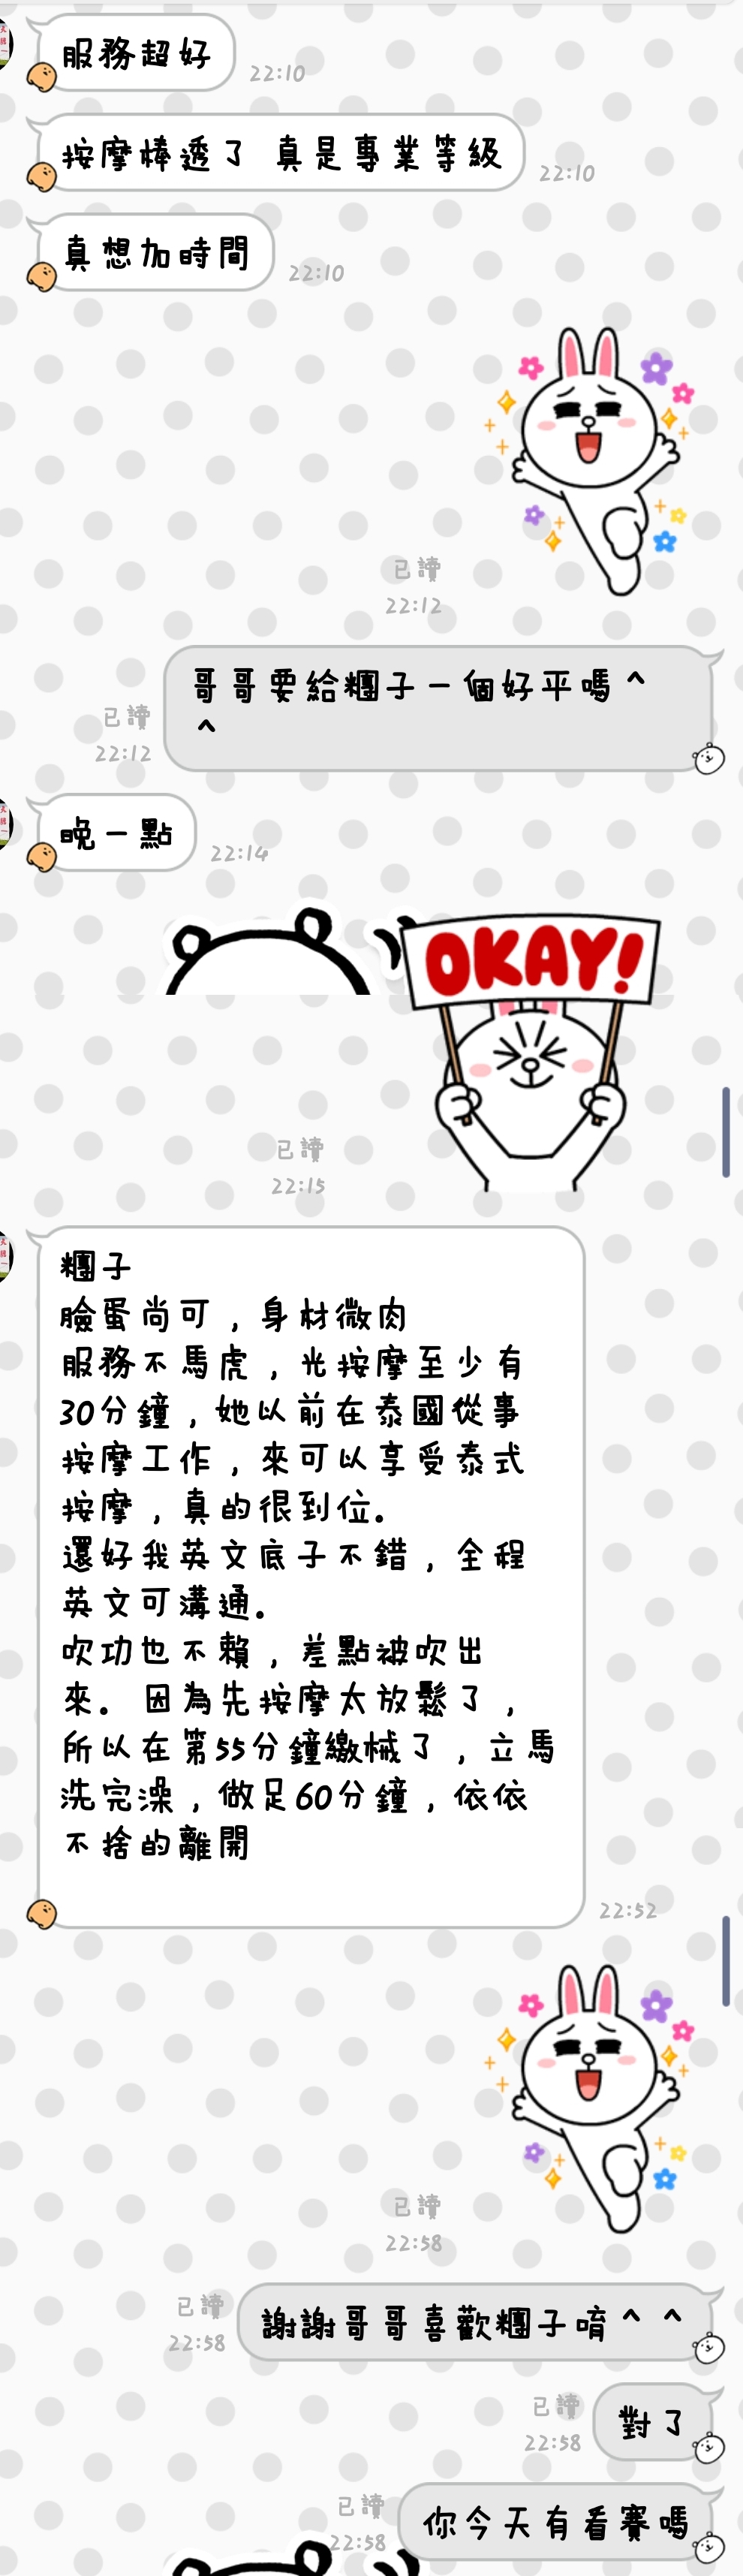 服務超好
22:10
按摩棒透了 真是專業等級
22:10
真想加時間
22:10
已讀
22:12
哥哥要給糰子一個好平嗎^
^
已讀
22:12
晚一點
22:14
OKAY!
已讀
22:15
糰子
臉蛋尚可，身材微肉
服務不馬虎，光按摩至少有
30分鐘，她以前在泰國從事
按摩工作，來可以享受泰式
按摩，真的很到位。
還好我英文底子不錯，全程
英文可溝通。
吹功也不賴，差點被吹出
來。因為先按摩太放鬆了，
所以在第55分鐘繳械了，立馬
洗完澡，做足60分鐘，依依
不捨的離開
22:52
已讀
22:58
謝謝哥哥喜歡糰子唷^ ^
已讀
22:58
對了
已讀
22:58
你今天有看賽嗎
已讀
22:58